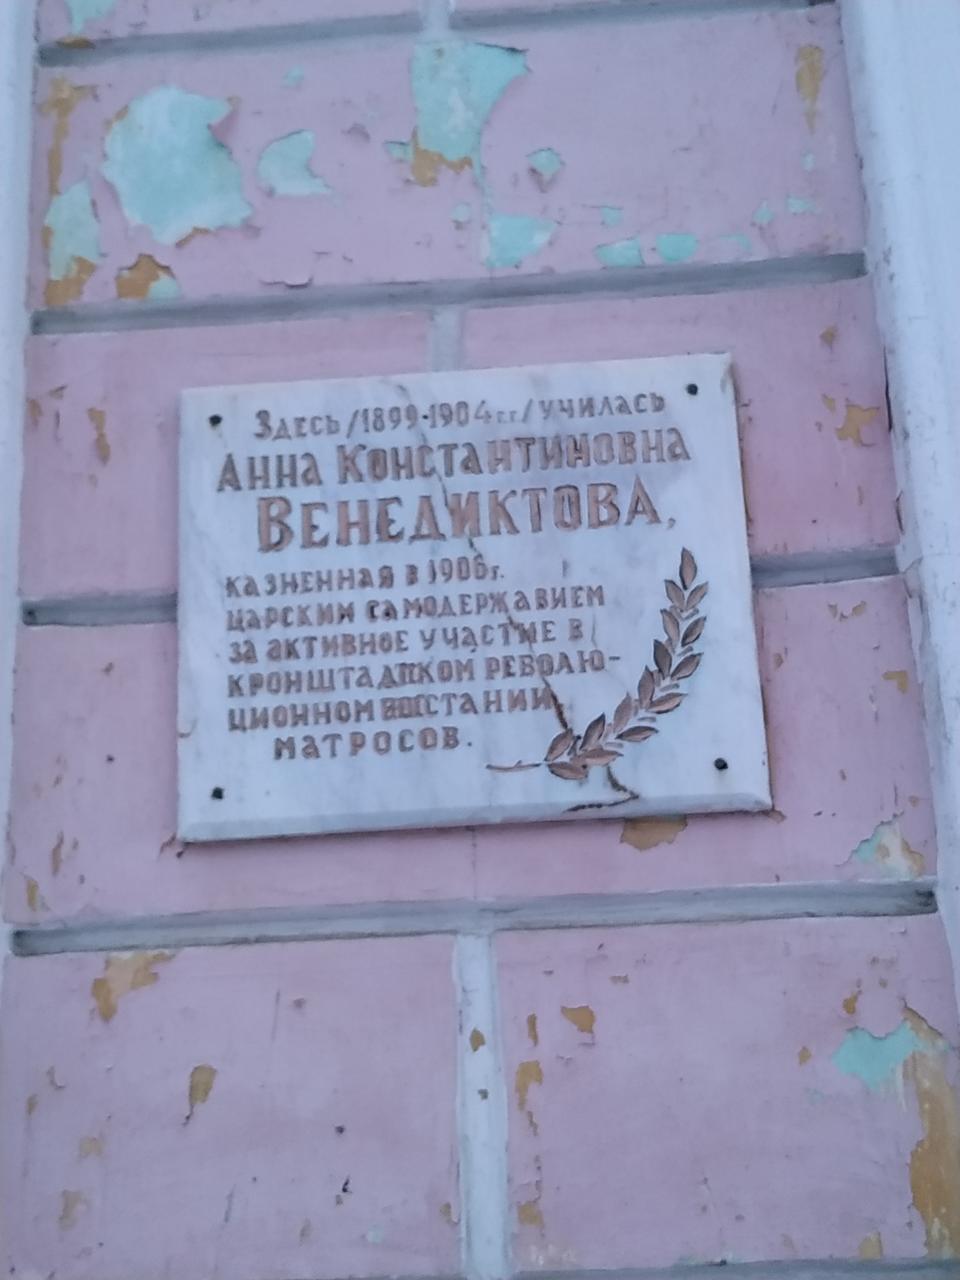 Здесь /1899-1904 гг./ училась
Анна Константиновна
Венедиктова,
казненная в 1906г.
царским самодержавием
за активное участие в
кронштадтском револю-
ционном восстании
матросов.